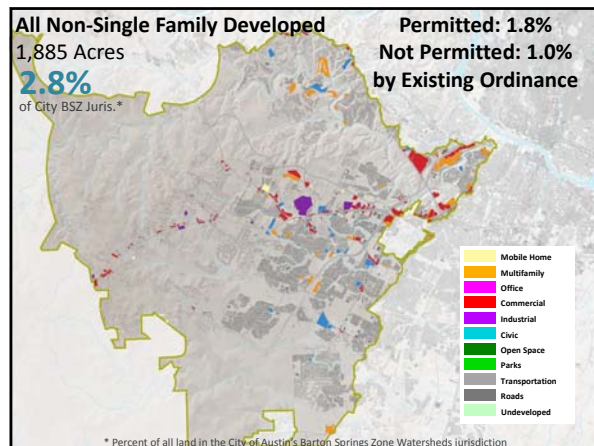 All Non-Single Family Developed
1,885 Acres
2.8%
of City BSZ Juris.*
Permitted: 1.8%
Not Permitted: 1.0%
by Existing Ordinance
Mobile Home
Multifamily
Office
Commercial
Industrial
Civic
Open Space
Parks
Transportation
Roads
Undeveloped
* Percent of all land in the City of Austin's Barton Springs Zone Watersheds jurisdiction